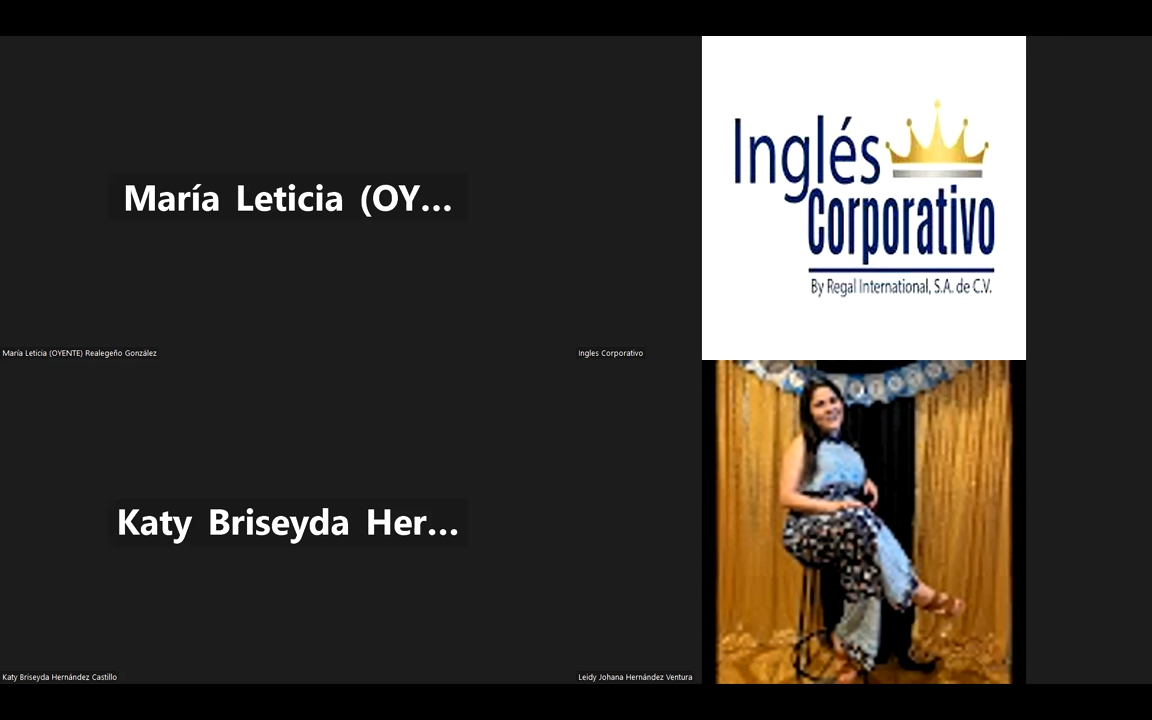 María Leticia (OY...
María Leticia (OYENTE) Realegeño González
Inglés
Corporativo
By Regal International, S.A. de C.V.
Ingles Corporativo
Katy Briseyda Her...
Katy Briseyda Hernández Castillo
Leidy Johana Hernández Ventura